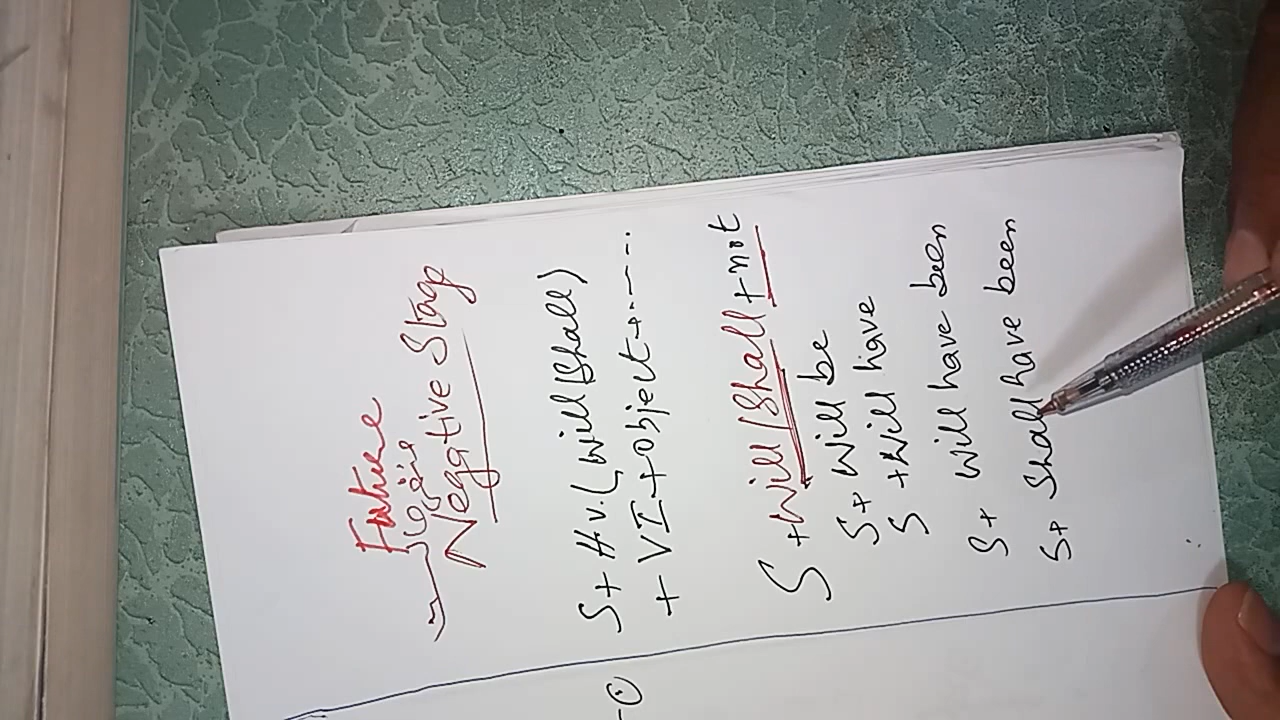 Future
Negative Stage
S + Hv. (will/Shall)
+ VI + Object + .....
S + will/Shall + not
S + will be
S + will have
S + will have been
S + Shall have been